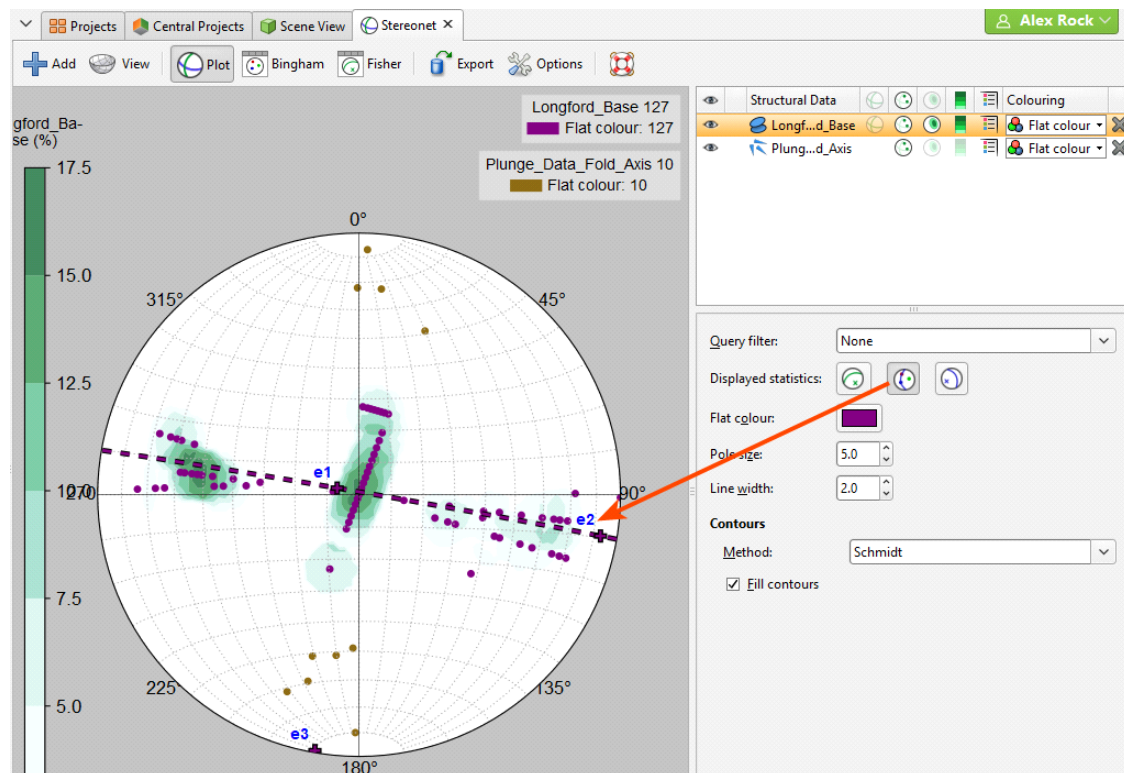 Projects
Central Projects
Scene View
Stereonet
Alex Rock
Add
View
Plot
Bingham
Fisher
Export
Options
gford_Ba-
se (%)
17.5
15.0
12.5
10.0
7.5
5.0
Longford_Base 127
Flat colour: 127
Plunge_Data_Fold_Axis 10
Flat colour: 10
0°
45°
90°
135°
180°
225°
270
315°
e1
e2
e3
Structural Data
Colouring
Longf...d_Base
Flat colour
Plung...d_Axis
Flat colour
Query filter:
None
Displayed statistics:
Flat colour:
Pole size:
5.0
Line width:
2.0
Contours
Method:
Schmidt
Fill contours